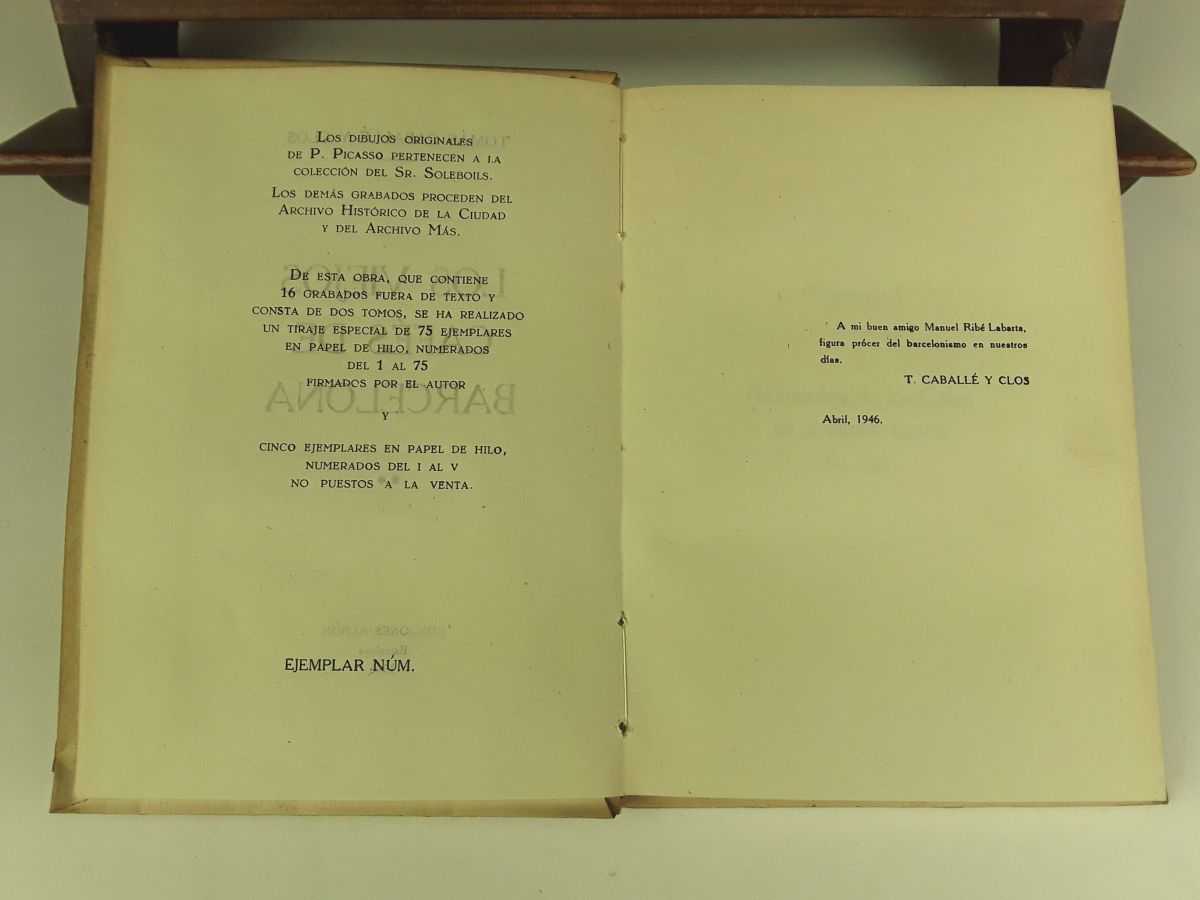 Los dibujos originales
de P. Picasso pertenecen a la
colección del Sr. Soleboils.
Los demás grabados proceden del
Archivo Histórico de la Ciudad
y del Archivo Más.
De esta obra, que contiene
16 grabados fuera de texto y
consta de dos tomos, se ha realizado
un tiraje especial de 75 ejemplares
en papel de hilo, numerados
del 1 al 75
firmados por el autor
y
cinco ejemplares en papel de hilo,
numerados del I al V
no puestos a la venta.
EJEMPLAR NÚM.
A mi buen amigo Manuel Ribé Labarta,
figura prócer del barcelonismo en nuestros
días.
T. CABALLÉ Y CLOS
Abril, 1946.